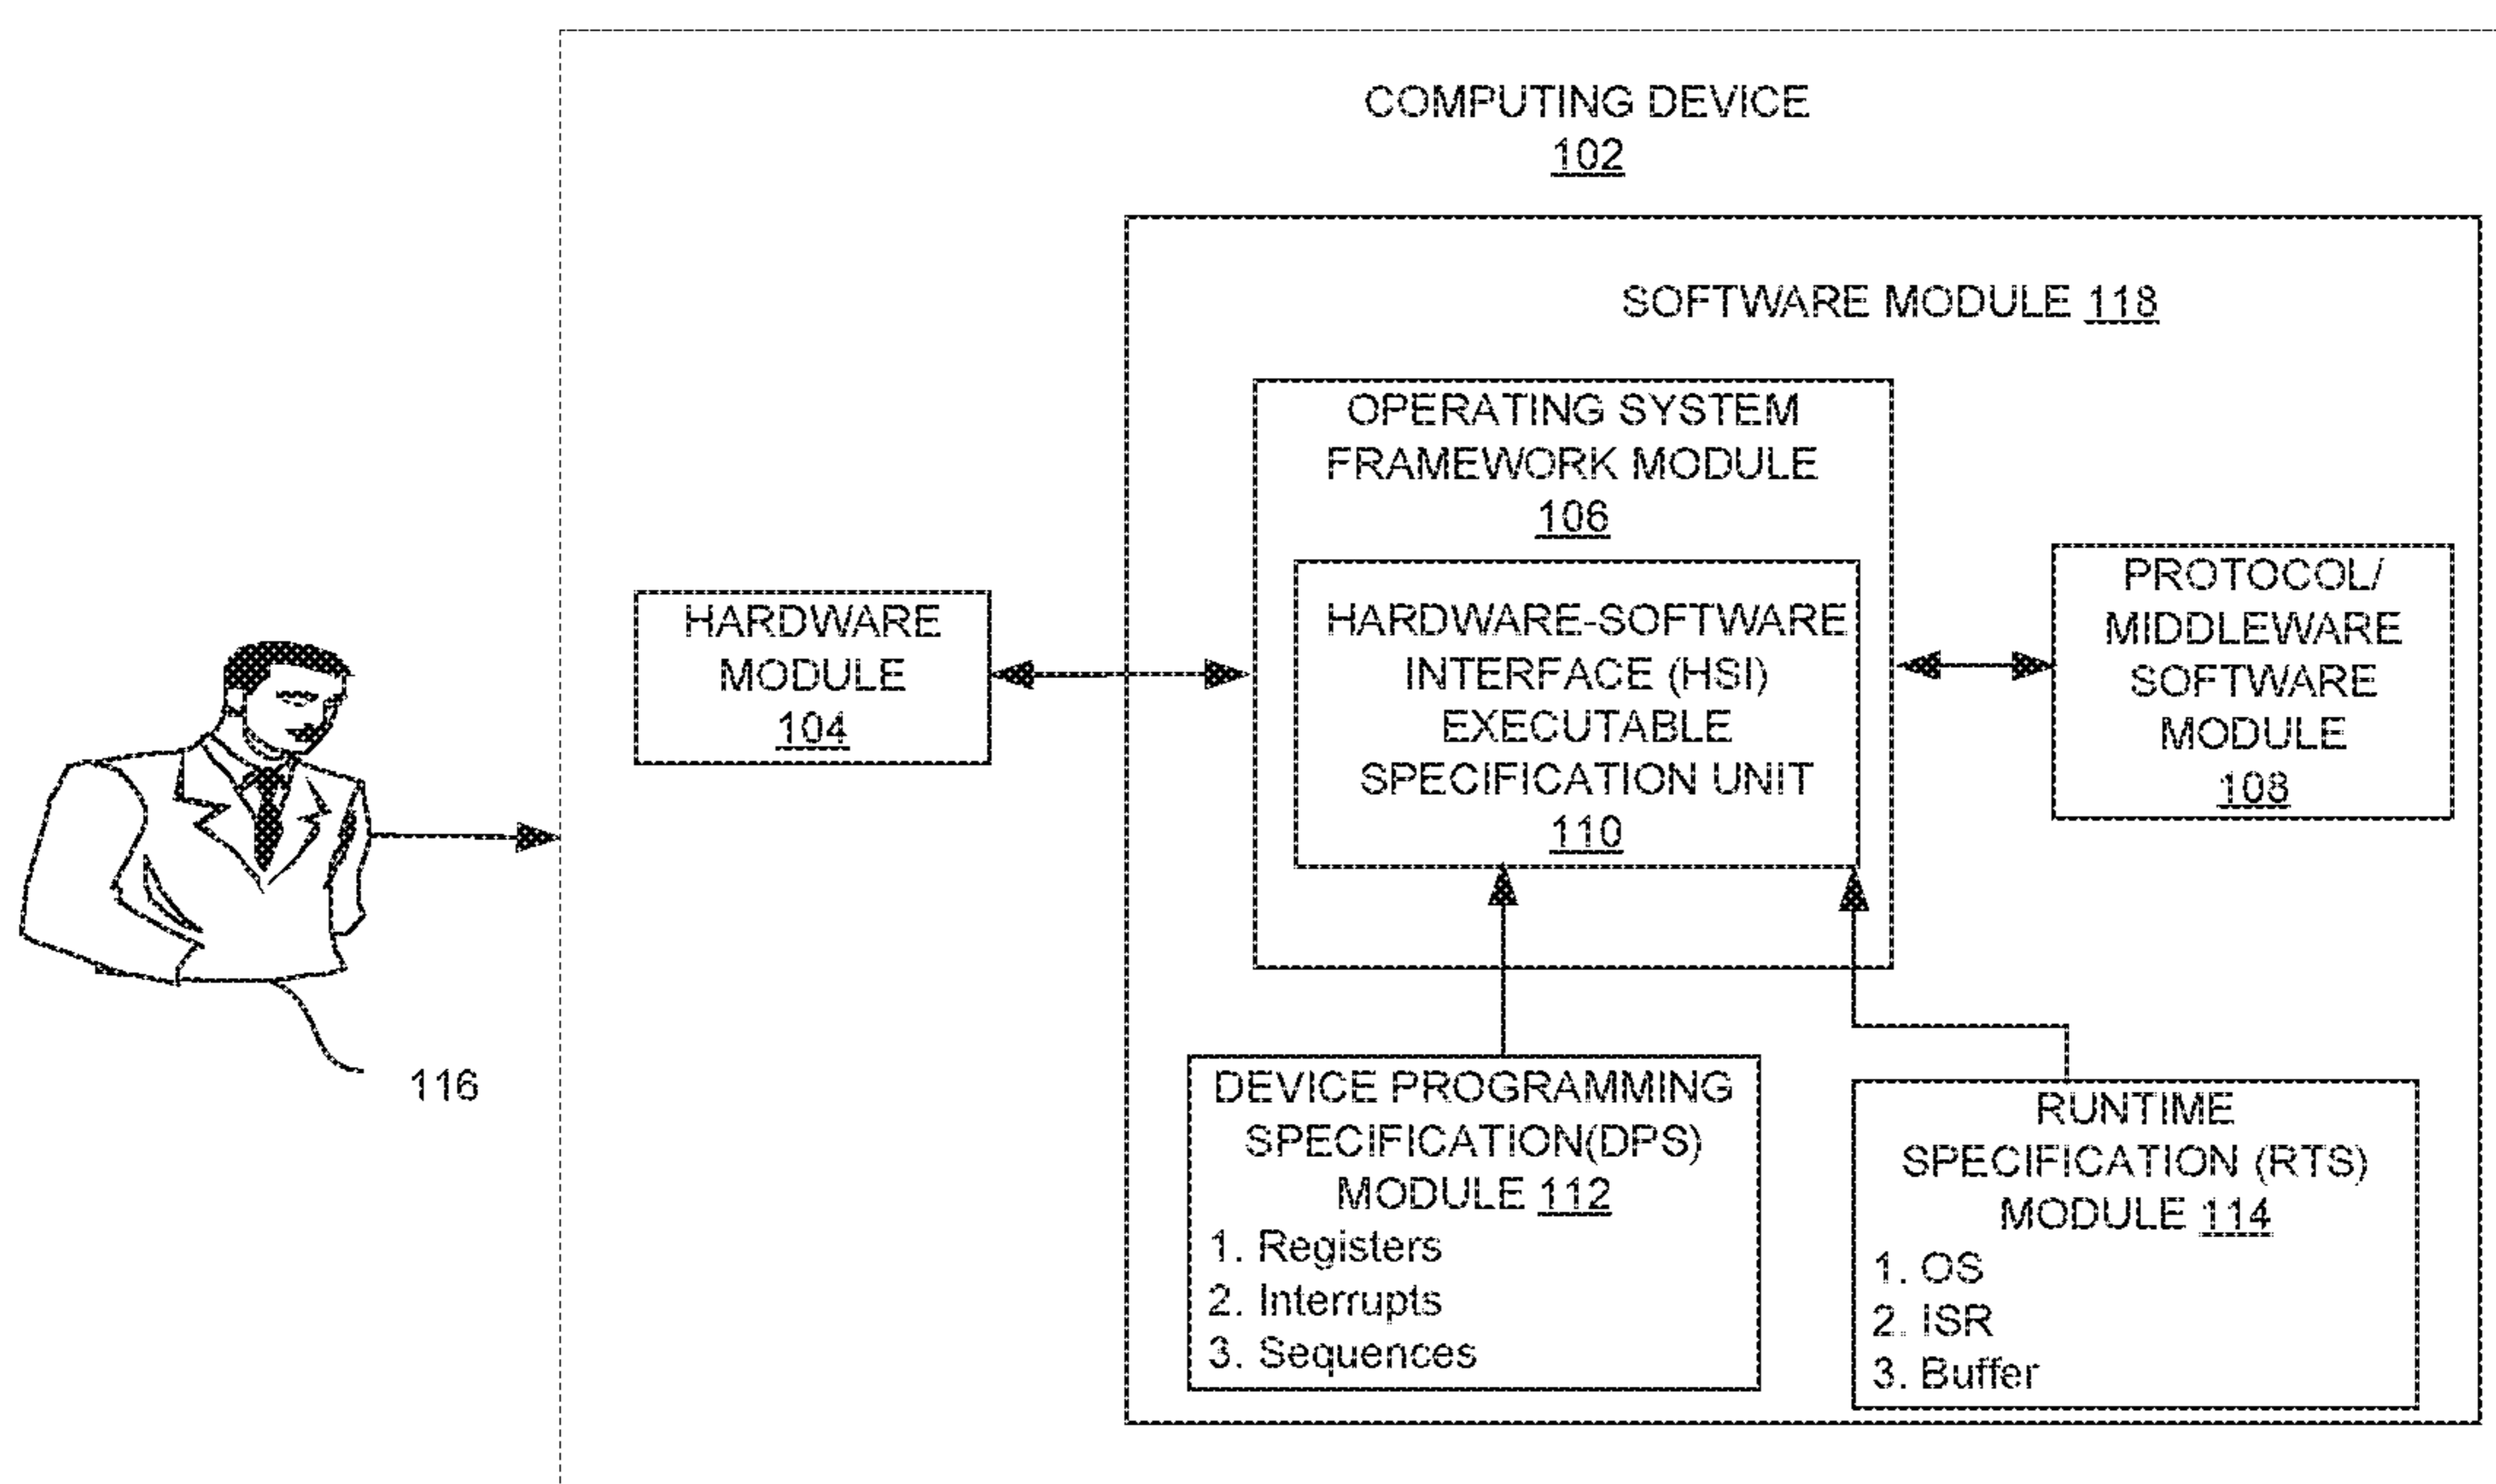 COMPUTING DEVICE
102
SOFTWARE MODULE 118
OPERATING SYSTEM
FRAMEWORK MODULE
106
HARDWARE-SOFTWARE
INTERFACE (HSI)
EXECUTABLE
SPECIFICATION UNIT
110
HARDWARE
MODULE
104
PROTOCOL/
MIDDLEWARE
SOFTWARE
MODULE
108
116
DEVICE PROGRAMMING
SPECIFICATION(DPS)
MODULE 112
1. Registers
2. Interrupts
3. Sequences
RUNTIME
SPECIFICATION (RTS)
MODULE 114
1. OS
2. ISR
3. Buffer